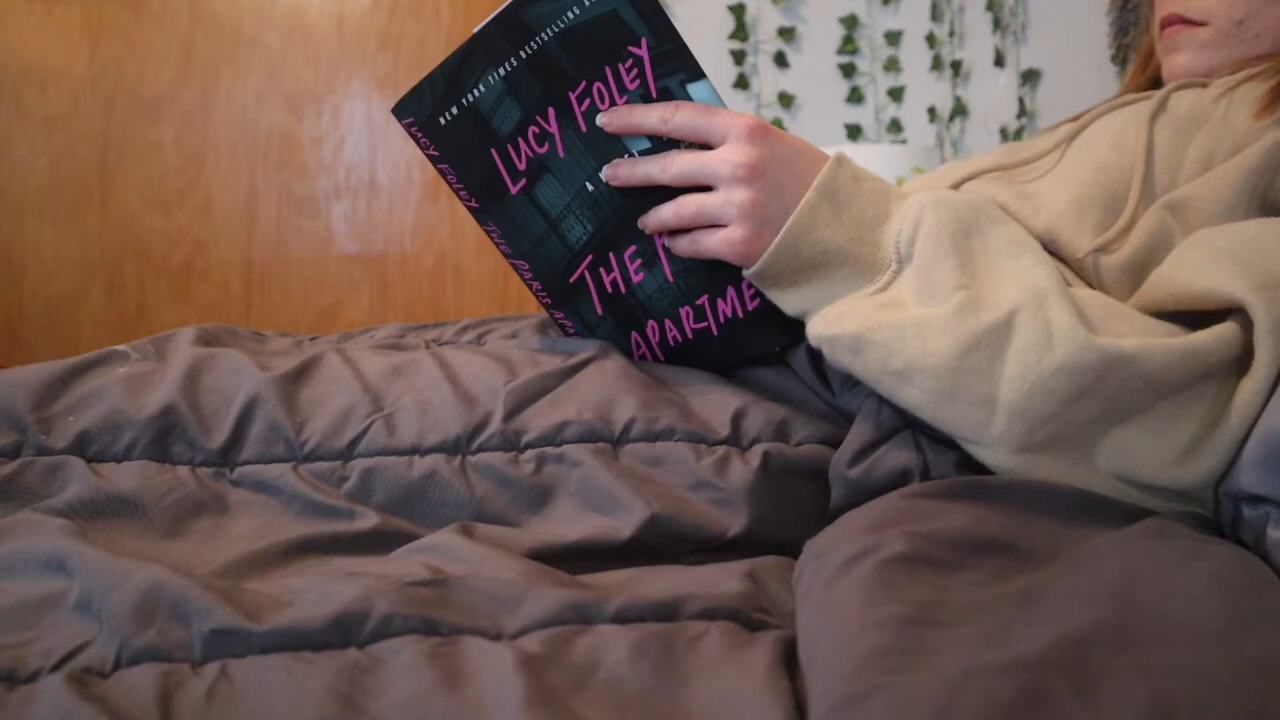 NEW YORK TIMES BESTSELLING
LUCY FOLEY
A
THE
APARTME
LUCY FOLEY THE PARIS APA